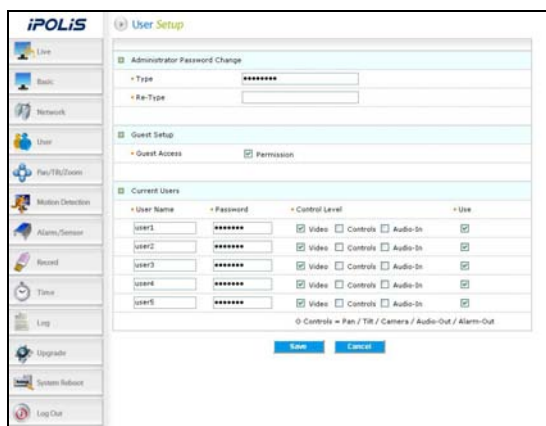 iPOLiS
User Setup
Live
Basic
Network
User
Pan/Tilt/Zoom
Motion Detection
Alarm/Sensor
Record
Time
Log
Upgrade
System Reboot
Log Out
Administrator Password Change
Type ••••••••
Re-Type
Guest Setup
Guest Access Permission
Current Users
User Name Password Control Level Use
user1 ••••••• Video Controls Audio-In
user2 ••••••• Video Controls Audio-In
user3 ••••••• Video Controls Audio-In
user4 ••••••• Video Controls Audio-In
user5 ••••••• Video Controls Audio-In
Controls = Pan / Tilt / Camera / Audio-Out / Alarm-Out
Save Cancel